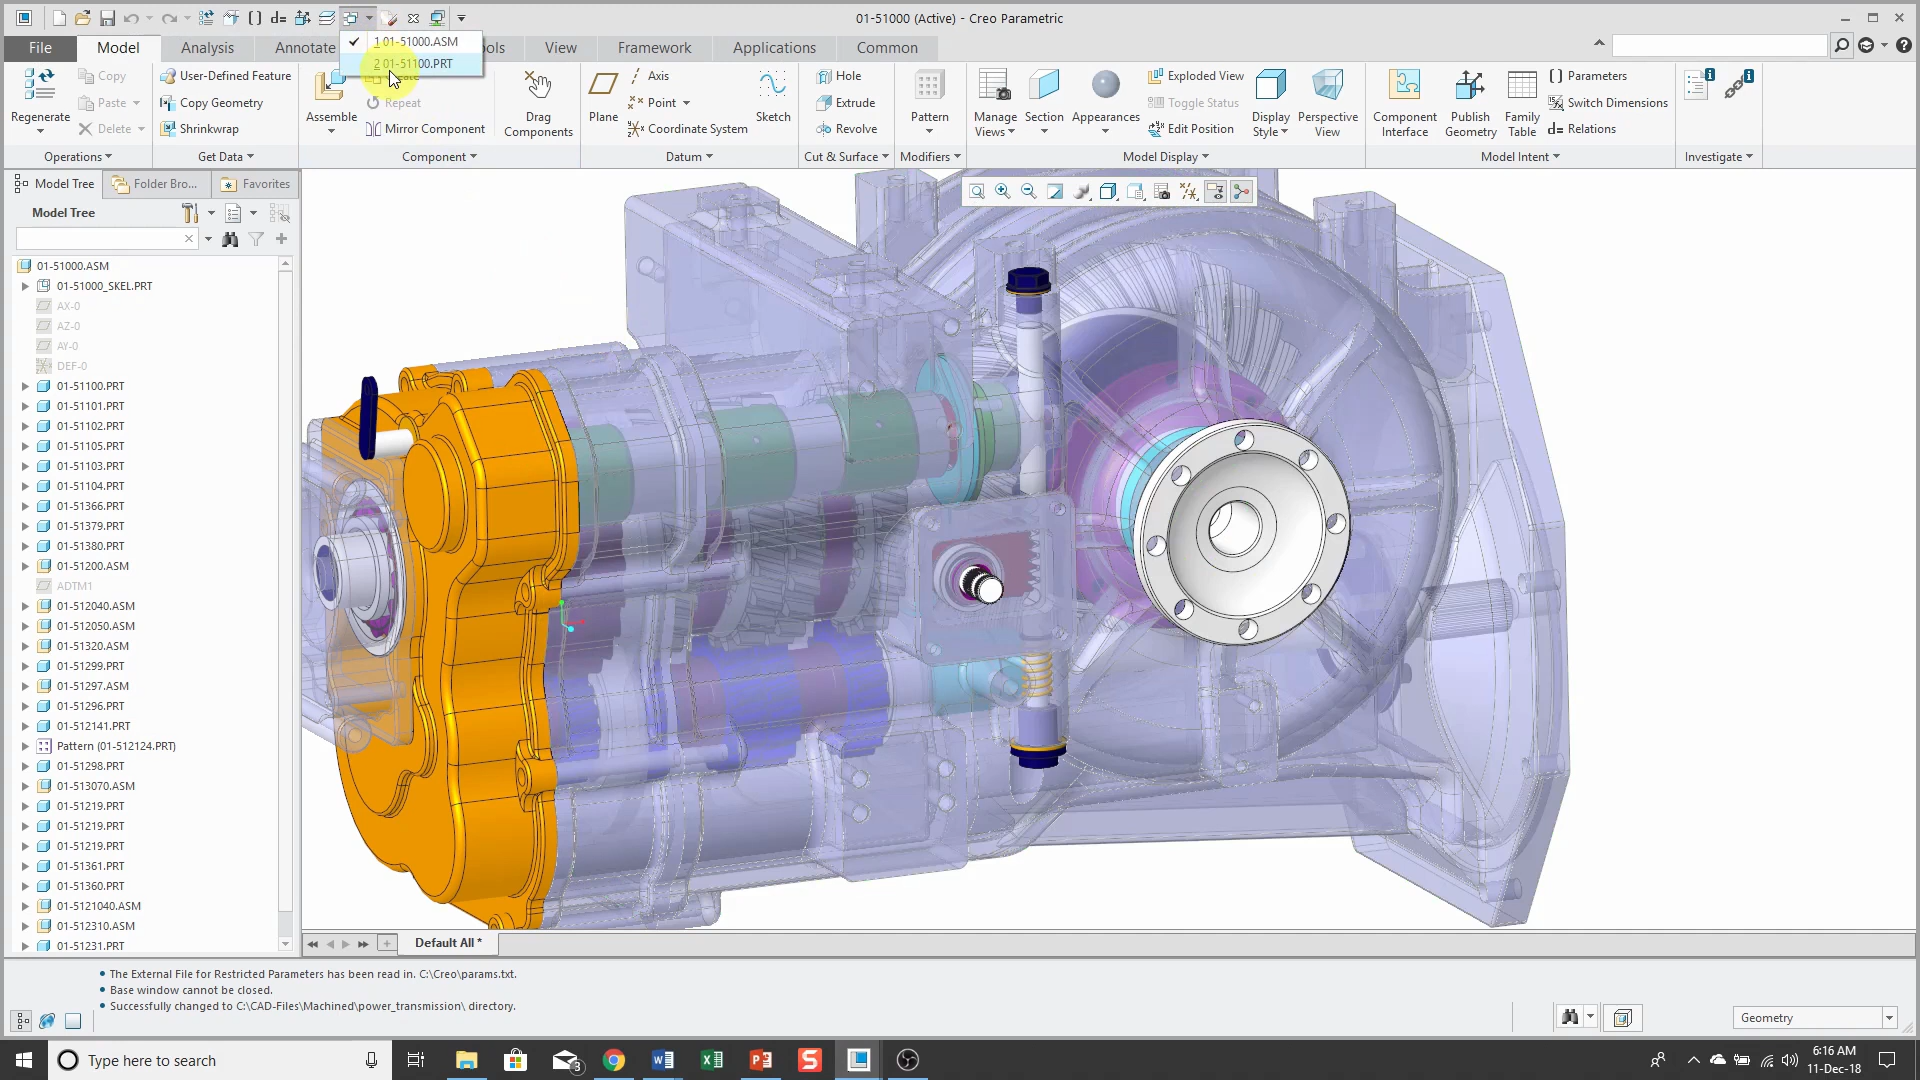 01-51000 (Active) - Creo Parametric
1 01-51000.ASM
2 01-51100.PRT
File
Model
Analysis
Annotate
ols
View
Framework
Applications
Common
Regenerate
Copy
Paste
Delete
Operations
User-Defined Feature
Copy Geometry
Shrinkwrap
Get Data
Assemble
Repeat
Mirror Component
Component
Drag Components
Plane
Axis
Point
Coordinate System
Sketch
Datum
Hole
Extrude
Revolve
Cut & Surface
Pattern
Modifiers
Manage Views
Section
Appearances
Exploded View
Toggle Status
Edit Position
Display Style
Perspective View
Model Display
Component Interface
Publish Geometry
Family Table
Parameters
Switch Dimensions
Relations
Model Intent
Investigate
Model Tree
Folder Bro...
Favorites
Model Tree
01-51000.ASM
01-51000_SKEL.PRT
AX-0
AZ-0
AY-0
DEF-0
01-51100.PRT
01-51101.PRT
01-51102.PRT
01-51105.PRT
01-51103.PRT
01-51104.PRT
01-51366.PRT
01-51379.PRT
01-51380.PRT
01-51200.ASM
ADTM1
01-512040.ASM
01-512050.ASM
01-51320.ASM
01-51299.PRT
01-51297.ASM
01-51296.PRT
01-512141.PRT
Pattern (01-512124.PRT)
01-51298.PRT
01-513070.ASM
01-51219.PRT
01-51219.PRT
01-51219.PRT
01-51361.PRT
01-51360.PRT
01-5121040.ASM
01-512310.ASM
01-51231.PRT
Default All *
The External File for Restricted Parameters has been read in. C:\Creo\params.txt.
Base window cannot be closed.
Successfully changed to C:\CAD-Files\Machined\power_transmission\ directory.
Geometry
Type here to search
3
6:16 AM
11-Dec-18